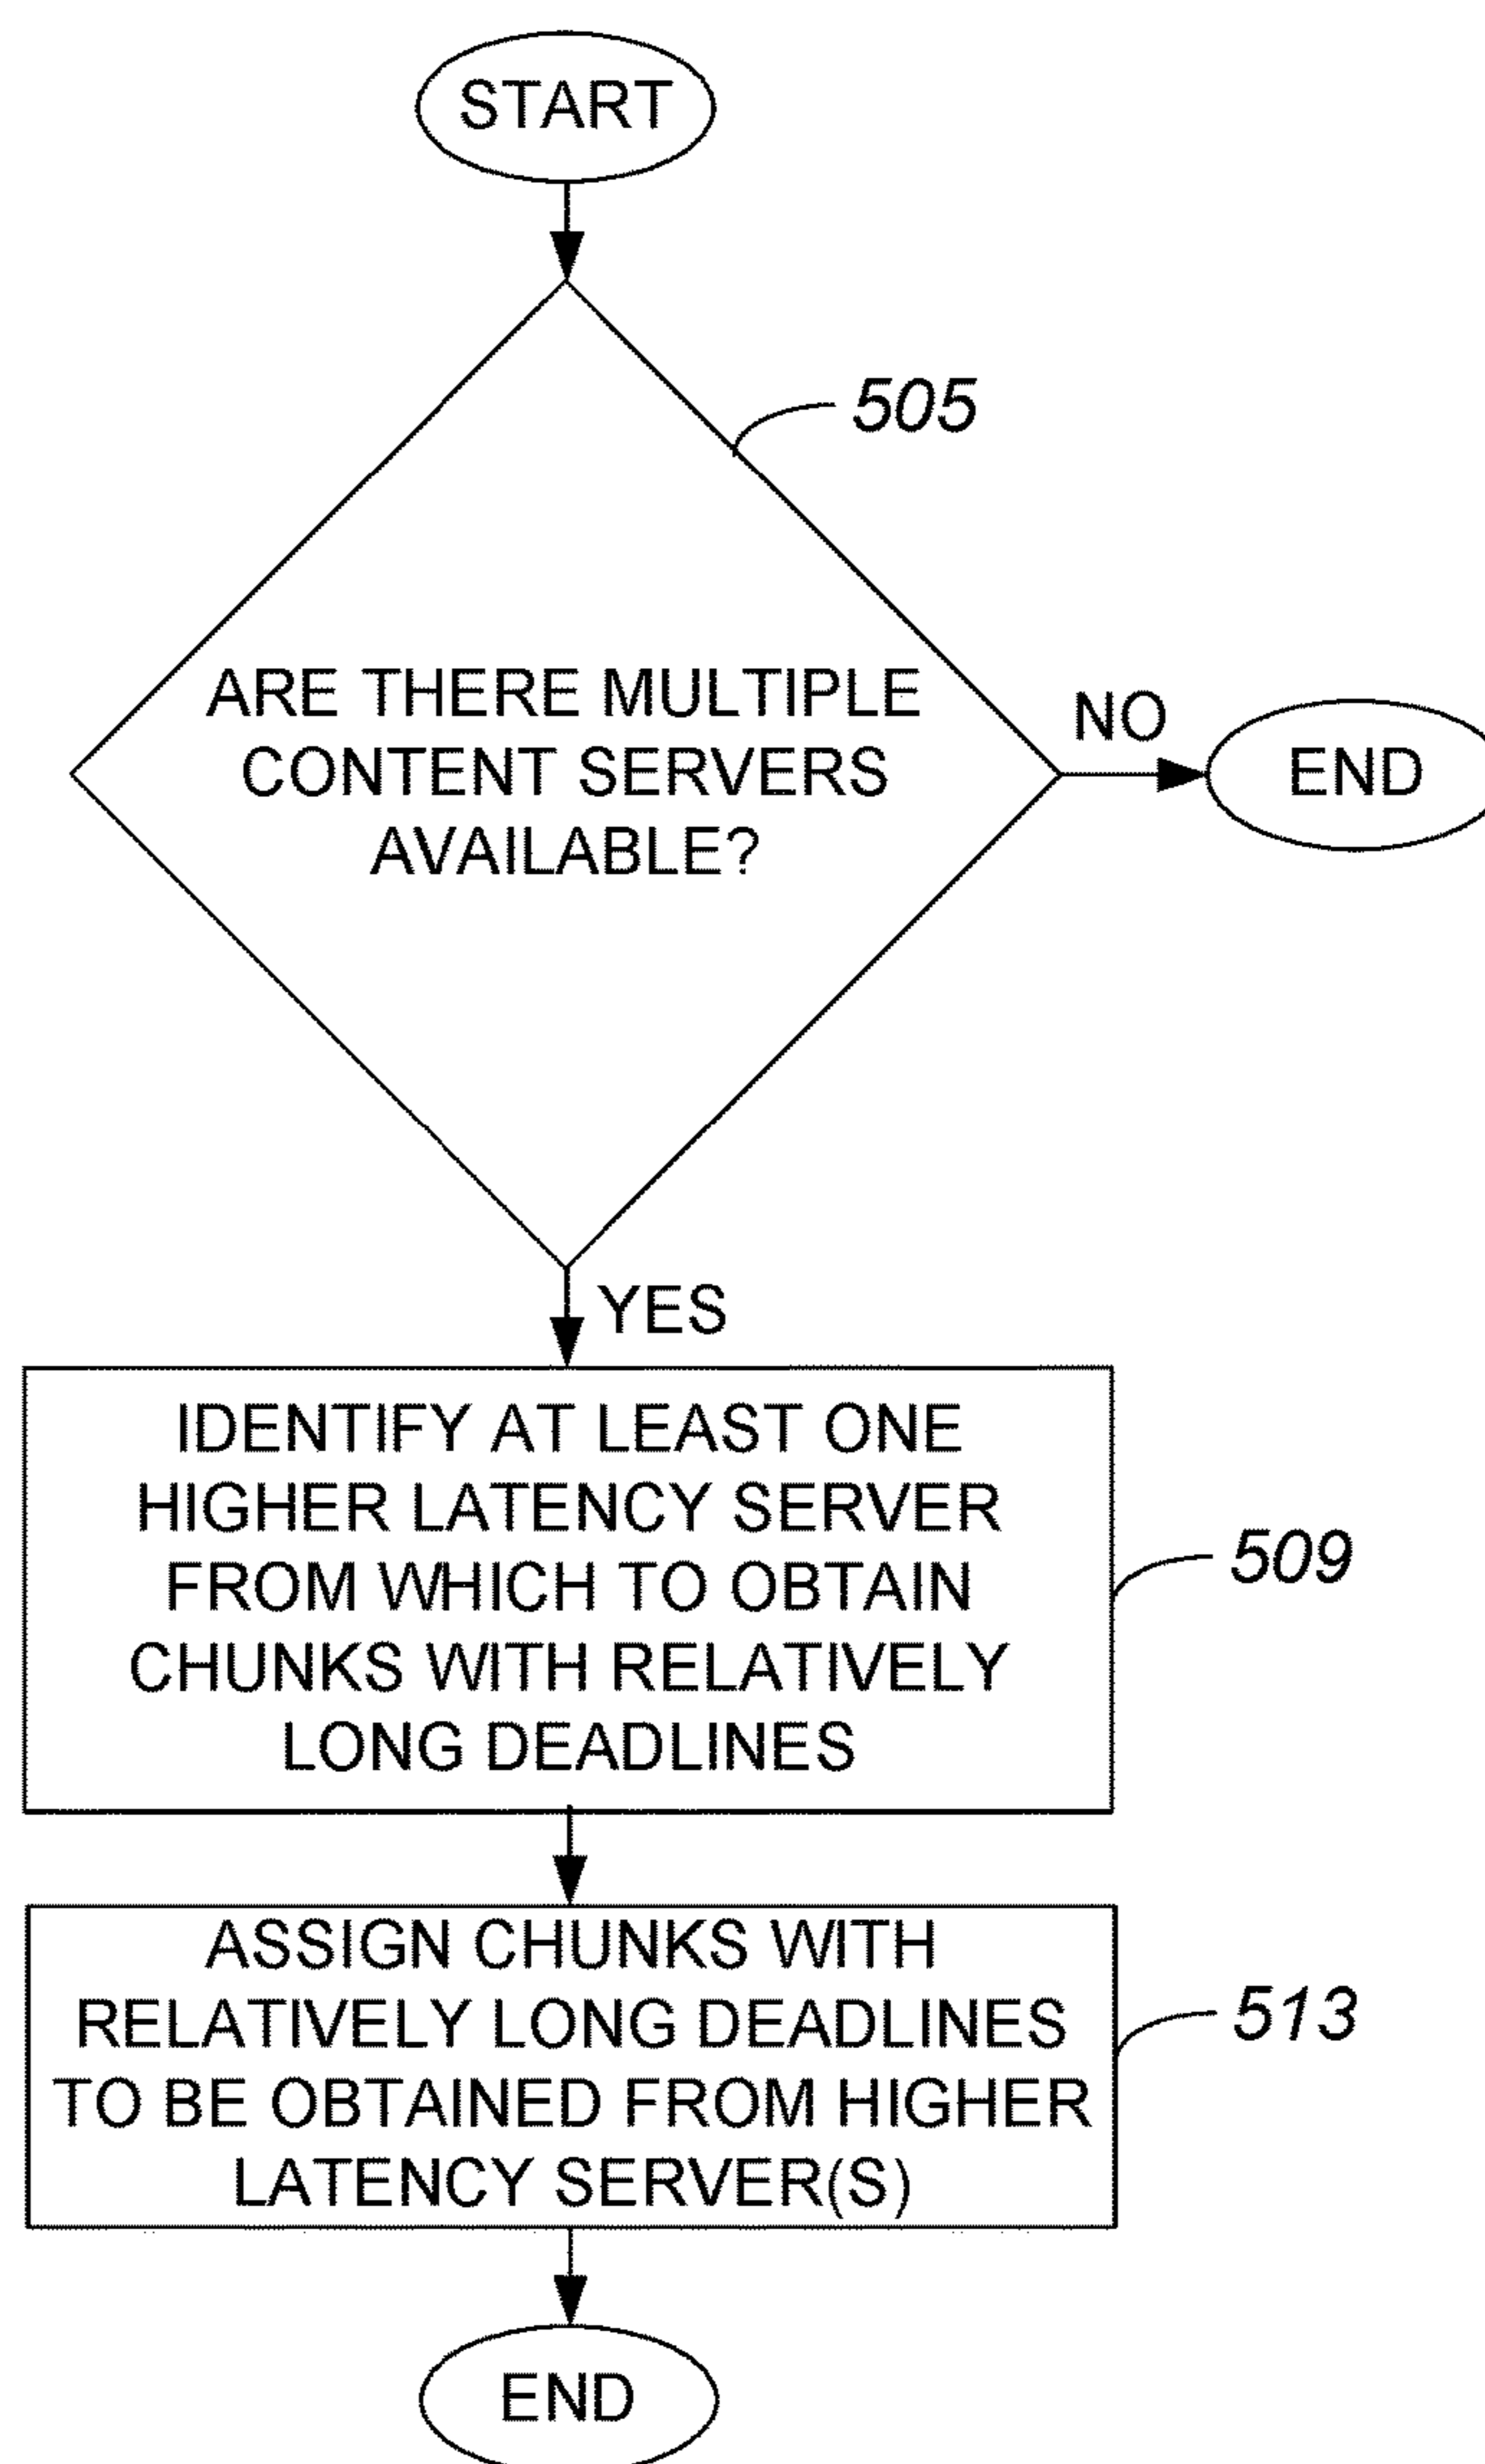 START
505
ARE THERE MULTIPLE
CONTENT SERVERS
AVAILABLE?
NO
END
YES
IDENTIFY AT LEAST ONE
HIGHER LATENCY SERVER
FROM WHICH TO OBTAIN
CHUNKS WITH RELATIVELY
LONG DEADLINES
509
ASSIGN CHUNKS WITH
RELATIVELY LONG DEADLINES
TO BE OBTAINED FROM HIGHER
LATENCY SERVER(S)
513
END